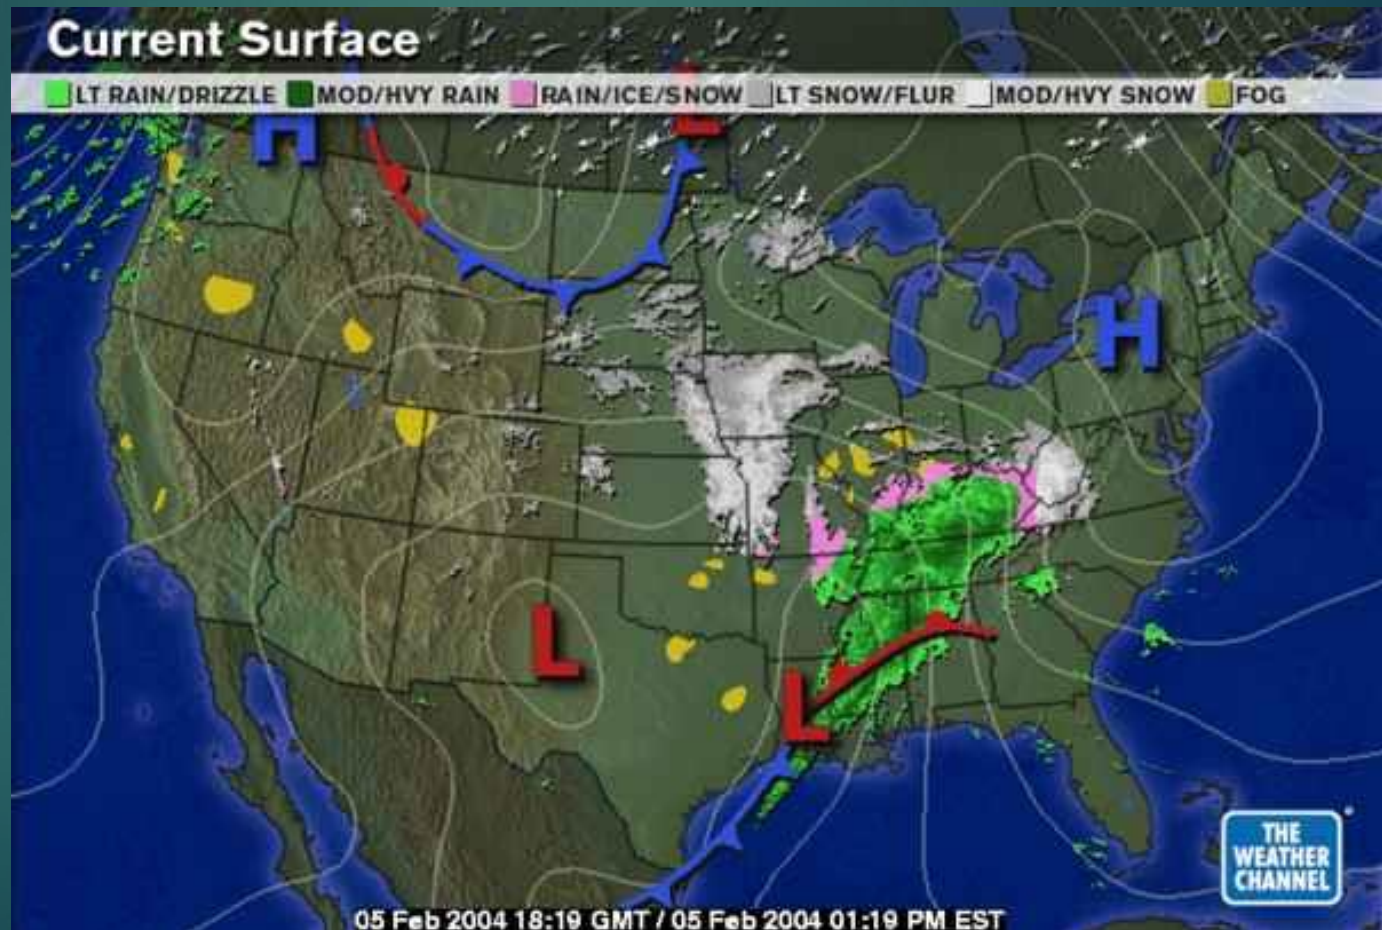 Current Surface
LT RAIN/DRIZZLE MOD/HVY RAIN RAIN/ICE/SNOW LT SNOW/FLUR MOD/HVY SNOW FOG
H
L
H
L
L
THE
WEATHER
CHANNEL
05 Feb 2004 18:19 GMT / 05 Feb 2004 01:19 PM EST